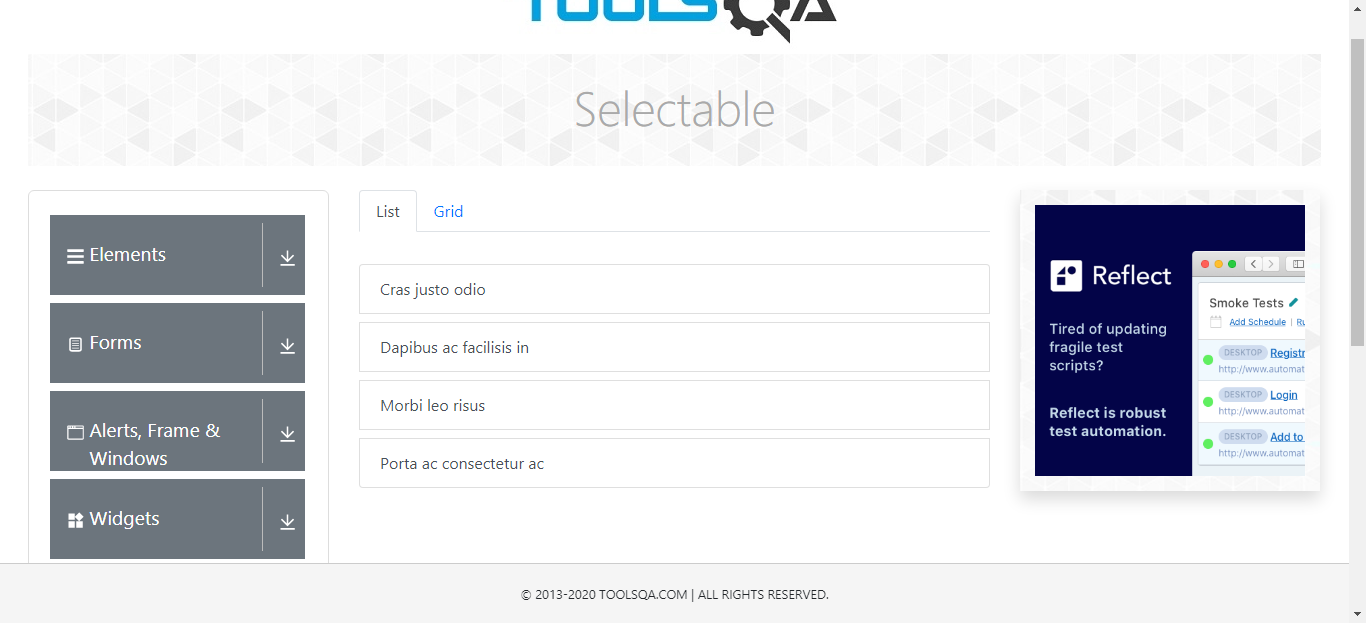 TOOLSQA
Selectable
Elements
Forms
Alerts, Frame &
Windows
Widgets
List
Grid
Cras justo odio
Dapibus ac facilisis in
Morbi leo risus
Porta ac consectetur ac
Reflect
Tired of updating
fragile test
scripts?
Reflect is robust
test automation.
Smoke Tests
Add Schedule | Ru
DESKTOP Registr
http://www.automat
DESKTOP Login
http://www.automat
DESKTOP Add to
http://www.automat
© 2013-2020 TOOLSQA.COM | ALL RIGHTS RESERVED.